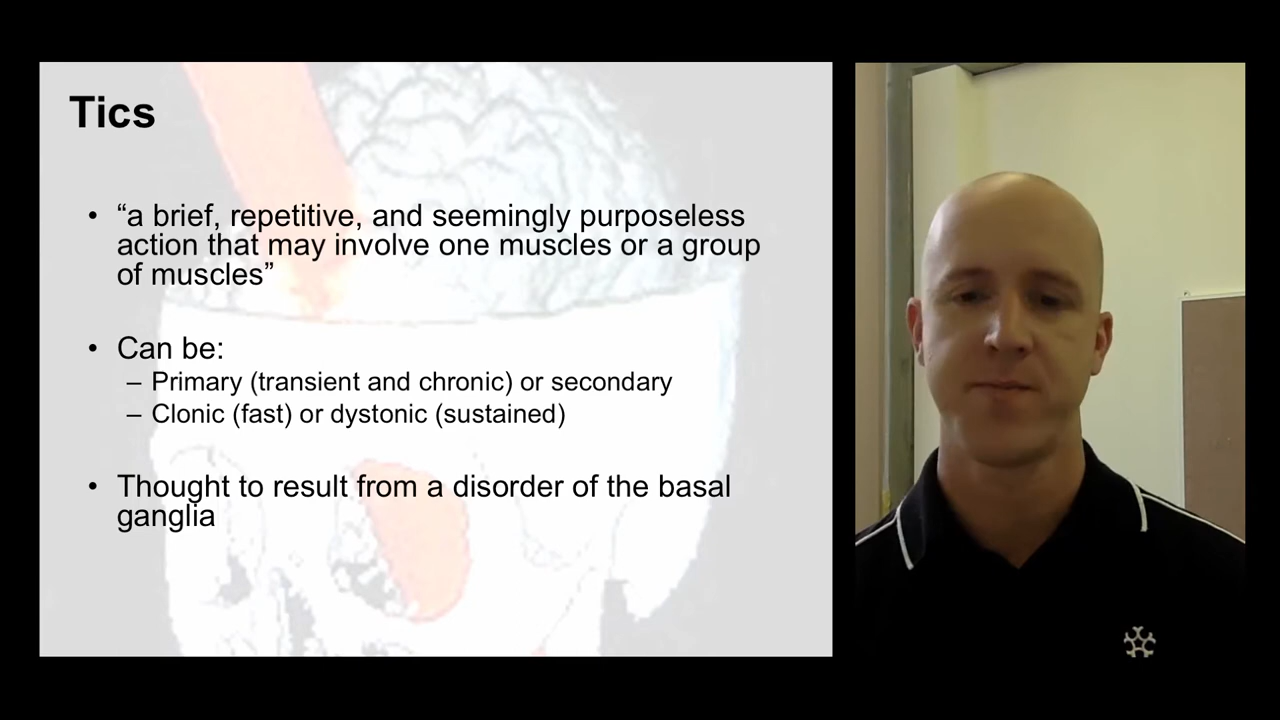 Tics
• “a brief, repetitive, and seemingly purposeless
action that may involve one muscles or a group
of muscles”
• Can be:
– Primary (transient and chronic) or secondary
– Clonic (fast) or dystonic (sustained)
• Thought to result from a disorder of the basal
ganglia